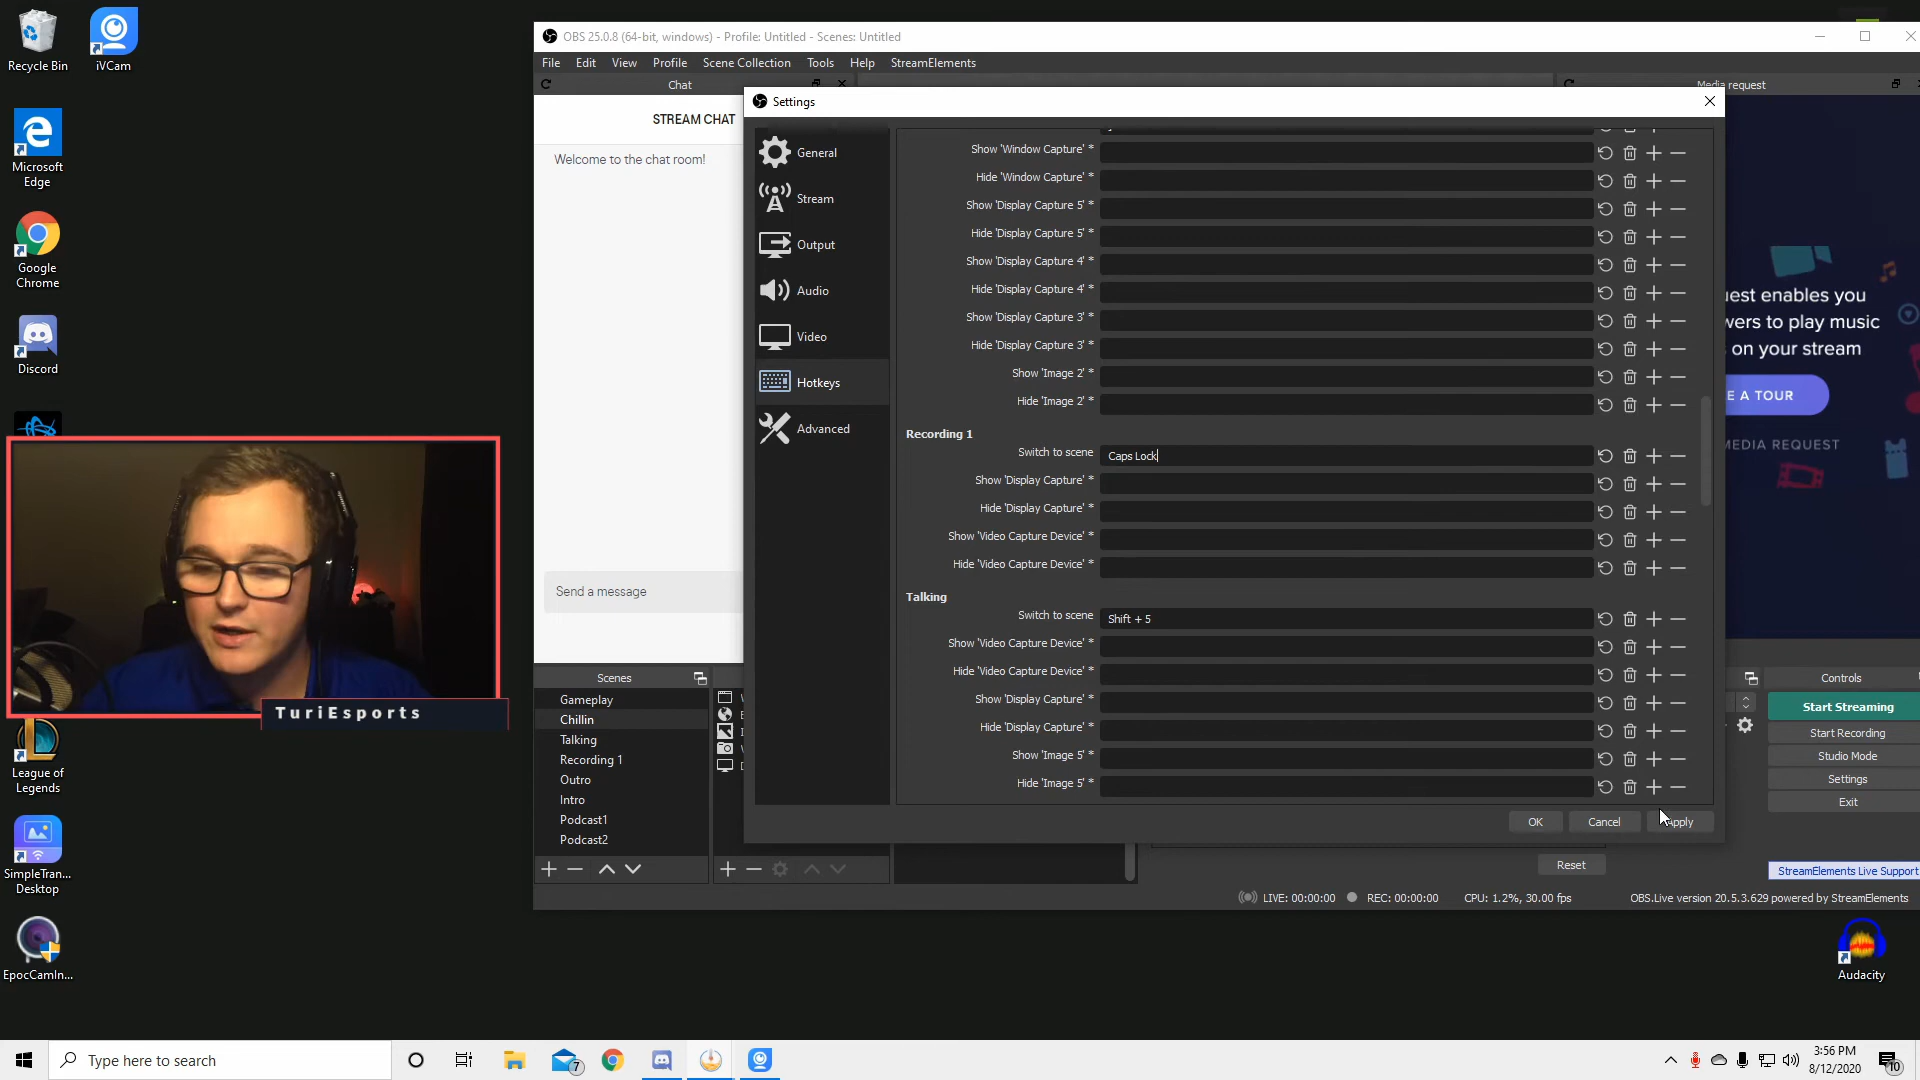 Recycle Bin
iVCam
Microsoft
Edge
Google
Chrome
Discord
TuriEsports
League of
Legends
SimpleTran...
Desktop
EpocCamIn...
OBS 25.0.8 (64-bit, windows) - Profile: Untitled - Scenes: Untitled
File Edit View Profile Scene Collection Tools Help StreamElements
Chat
Media request
STREAM CHAT
Welcome to the chat room!
Send a message
Settings
General
Stream
Output
Audio
Video
Hotkeys
Advanced
Show 'Window Capture' *
Hide 'Window Capture' *
Show 'Display Capture 5' *
Hide 'Display Capture 5' *
Show 'Display Capture 4' *
Hide 'Display Capture 4' *
Show 'Display Capture 3' *
Hide 'Display Capture 3' *
Show 'Image 2' *
Hide 'Image 2' *
Recording 1
Switch to scene Caps Lock
Show 'Display Capture' *
Hide 'Display Capture' *
Show 'Video Capture Device' *
Hide 'Video Capture Device' *
Talking
Switch to scene Shift + 5
Show 'Video Capture Device' *
Hide 'Video Capture Device' *
Show 'Display Capture' *
Hide 'Display Capture' *
Show 'Image 5' *
Hide 'Image 5' *
OK Cancel Apply
enables you
to play music
on your stream
E A TOUR
MEDIA REQUEST
Scenes
Gameplay
Chillin
Talking
Recording 1
Outro
Intro
Podcast1
Podcast2
Controls
Start Streaming
Start Recording
Studio Mode
Settings
Exit
Reset
StreamElements Live Support
LIVE: 00:00:00 REC: 00:00:00 CPU: 1.2%, 30.00 fps
OBS.Live version 20.5.3.629 powered by StreamElements
Audacity
Type here to search
7
3:56 PM
8/12/2020
10